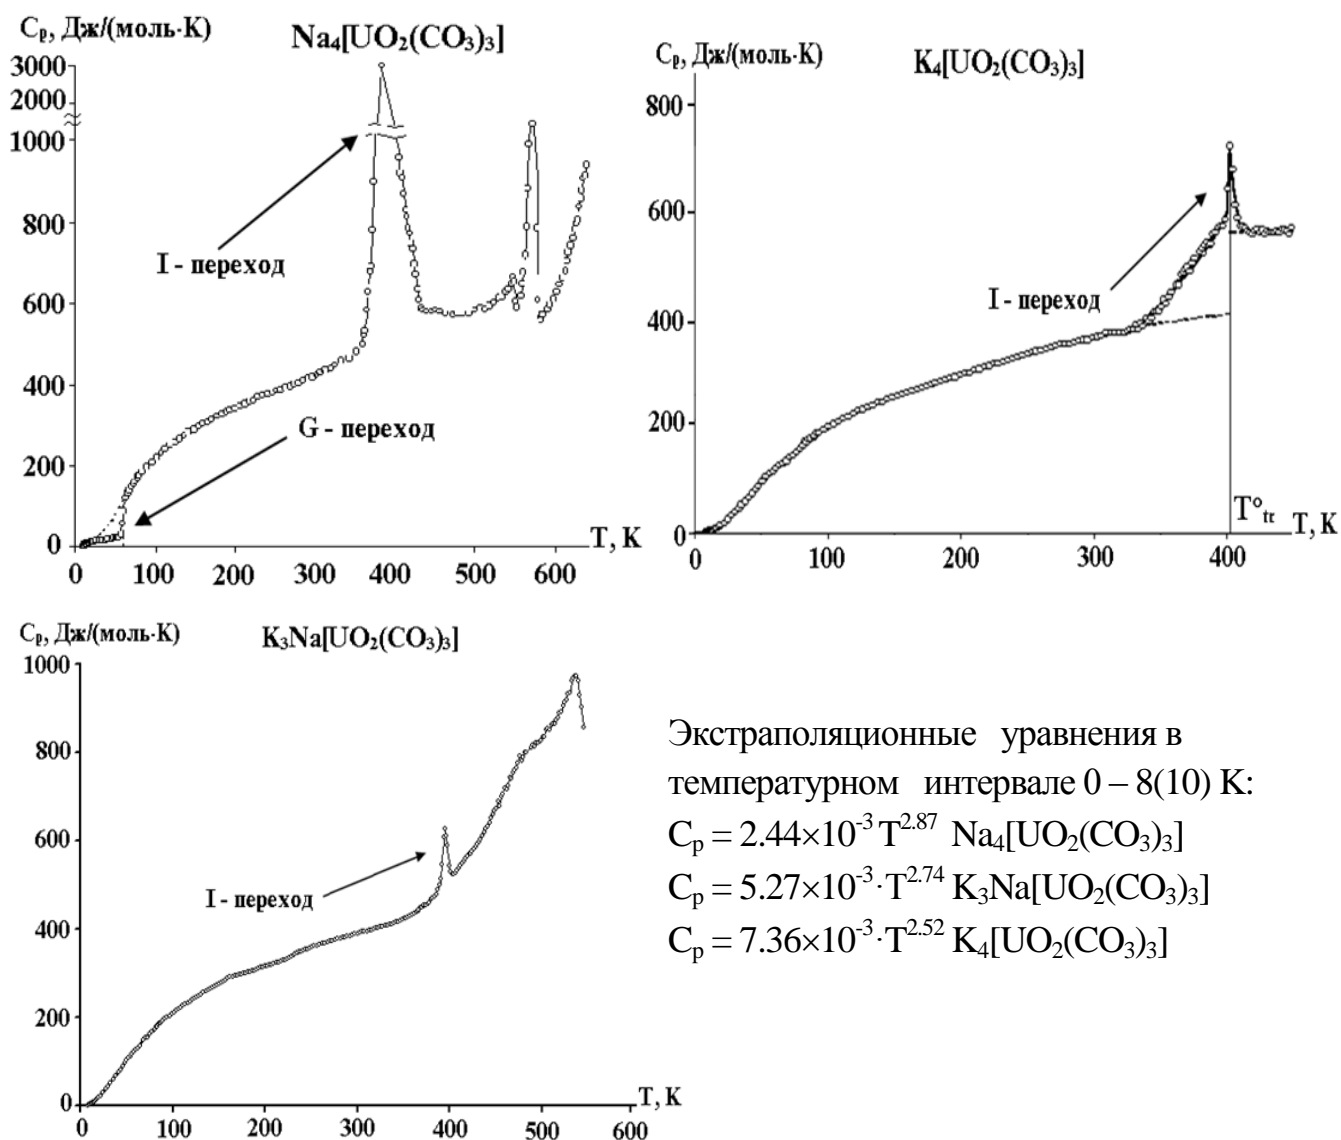 Cₚ, Дж/(моль·К)
Na₄[UO₂(CO₃)₃]
3000
2000
1000
800
600
400
200
0
I - переход
G - переход
T, K
0 100 200 300 400 500 600
Cₚ, Дж/(моль·К)
K₄[UO₂(CO₃)₃]
800
600
400
200
0
I - переход
T°ₜᵣ T, K
0 100 200 300 400
Cₚ, Дж/(моль·К)
K₃Na[UO₂(CO₃)₃]
1000
800
600
400
200
0
I - переход
T, K
0 100 200 300 400 500 600
Экстраполяционные уравнения в
температурном интервале 0 – 8(10) K:
Cₚ = 2.44×10⁻³ T²·⁸⁷ Na₄[UO₂(CO₃)₃]
Cₚ = 5.27×10⁻³·T²·⁷⁴ K₃Na[UO₂(CO₃)₃]
Cₚ = 7.36×10⁻³·T²·⁵² K₄[UO₂(CO₃)₃]